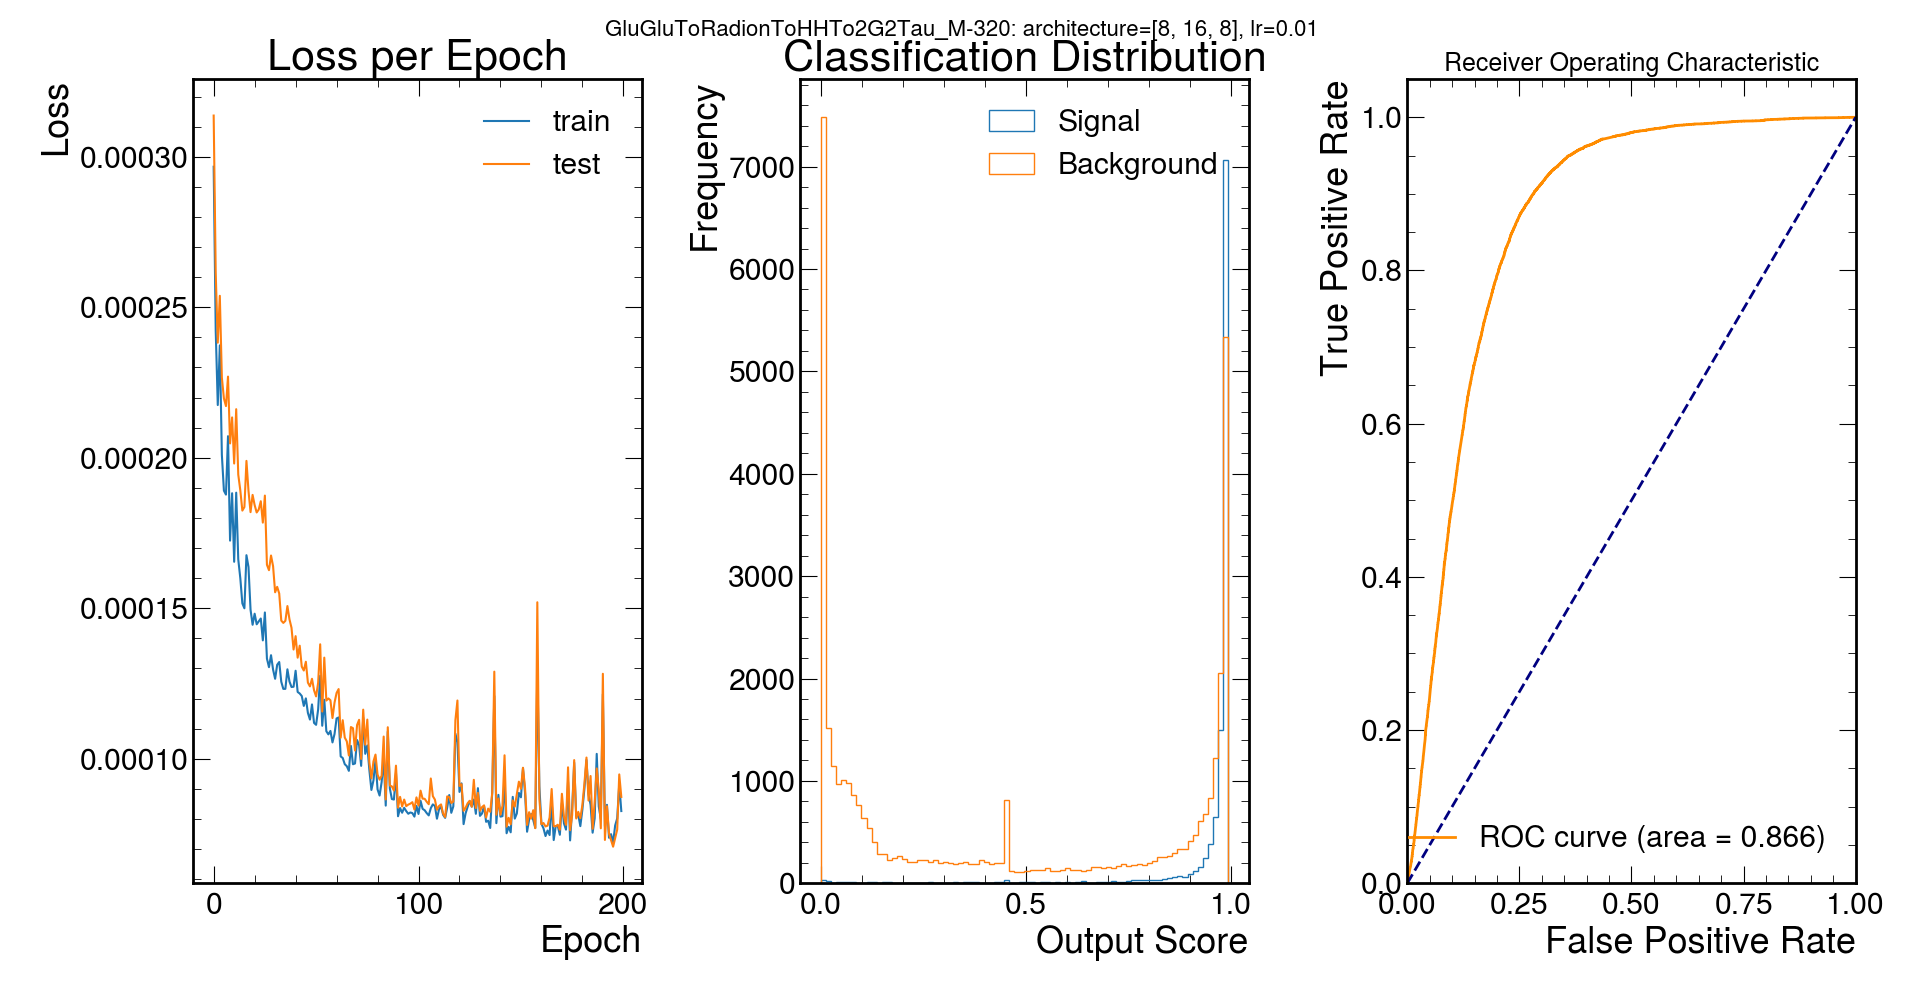 GluGluToRadionToHHTo2G2Tau_M-320: architecture=[8, 16, 8], lr=0.01
Loss per Epoch
Loss
train
test
0.00030
0.00025
0.00020
0.00015
0.00010
0
100
200
Epoch
Classification Distribution
Frequency
Signal
Background
7000
6000
5000
4000
3000
2000
1000
0
0.0
0.5
1.0
Output Score
Receiver Operating Characteristic
True Positive Rate
1.0
0.8
0.6
0.4
0.2
0.0
ROC curve (area = 0.866)
0.00
0.25
0.50
0.75
1.00
False Positive Rate